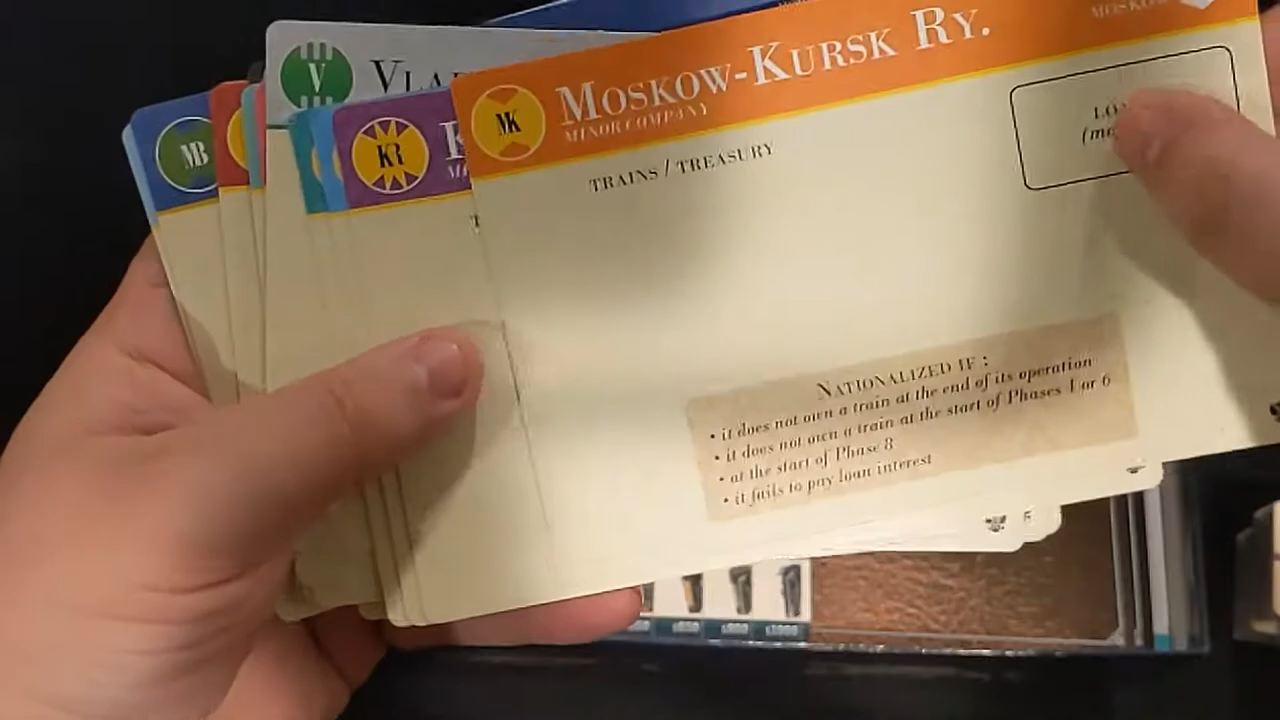 V
MB
KR
MK
MOSKOW-KURSK RY.
MINOR COMPANY
MOSKOW
TRAINS / TREASURY
NATIONALIZED IF :
• it does not own a train at the end of its operation
• it does not own a train at the start of Phases 4 or 6
• at the start of Phase 8
• it fails to pay loan interest